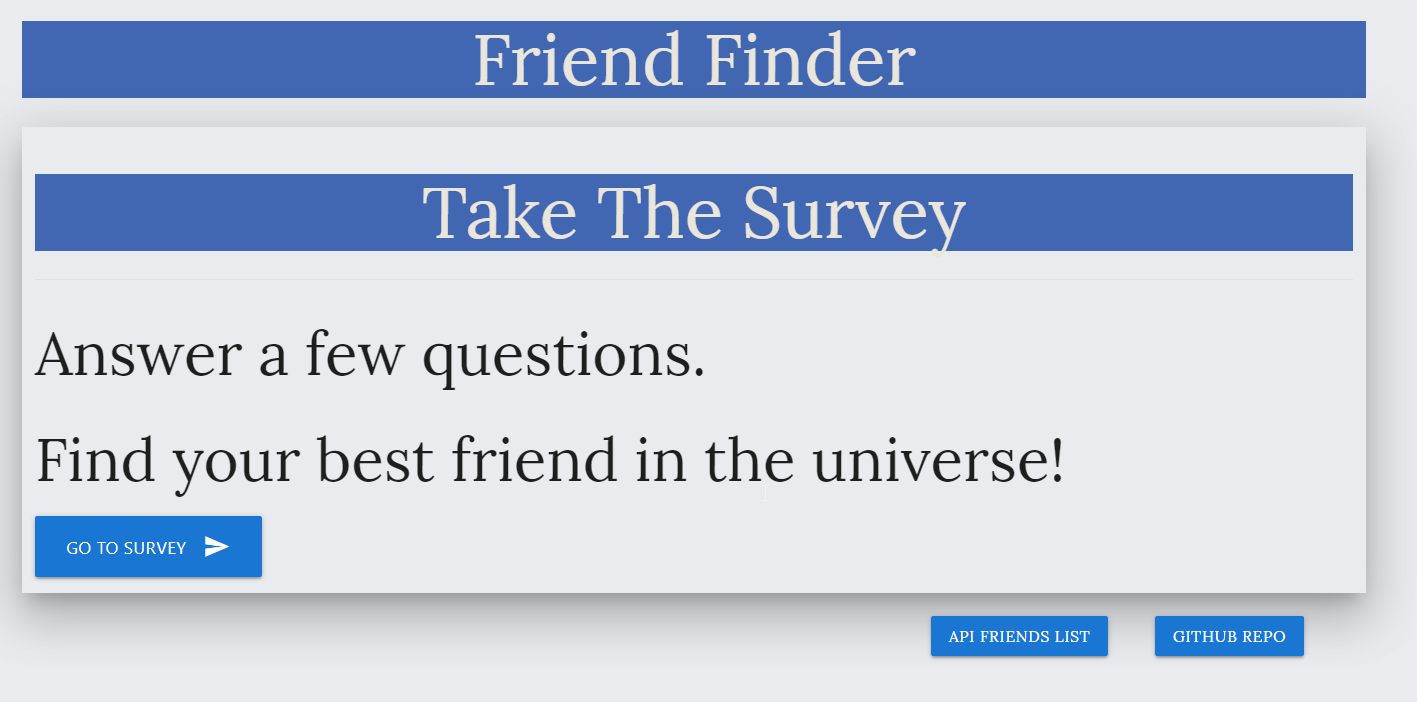 Friend Finder
Take The Survey
Answer a few questions.
Find your best friend in the universe!
GO TO SURVEY
API FRIENDS LIST
GITHUB REPO